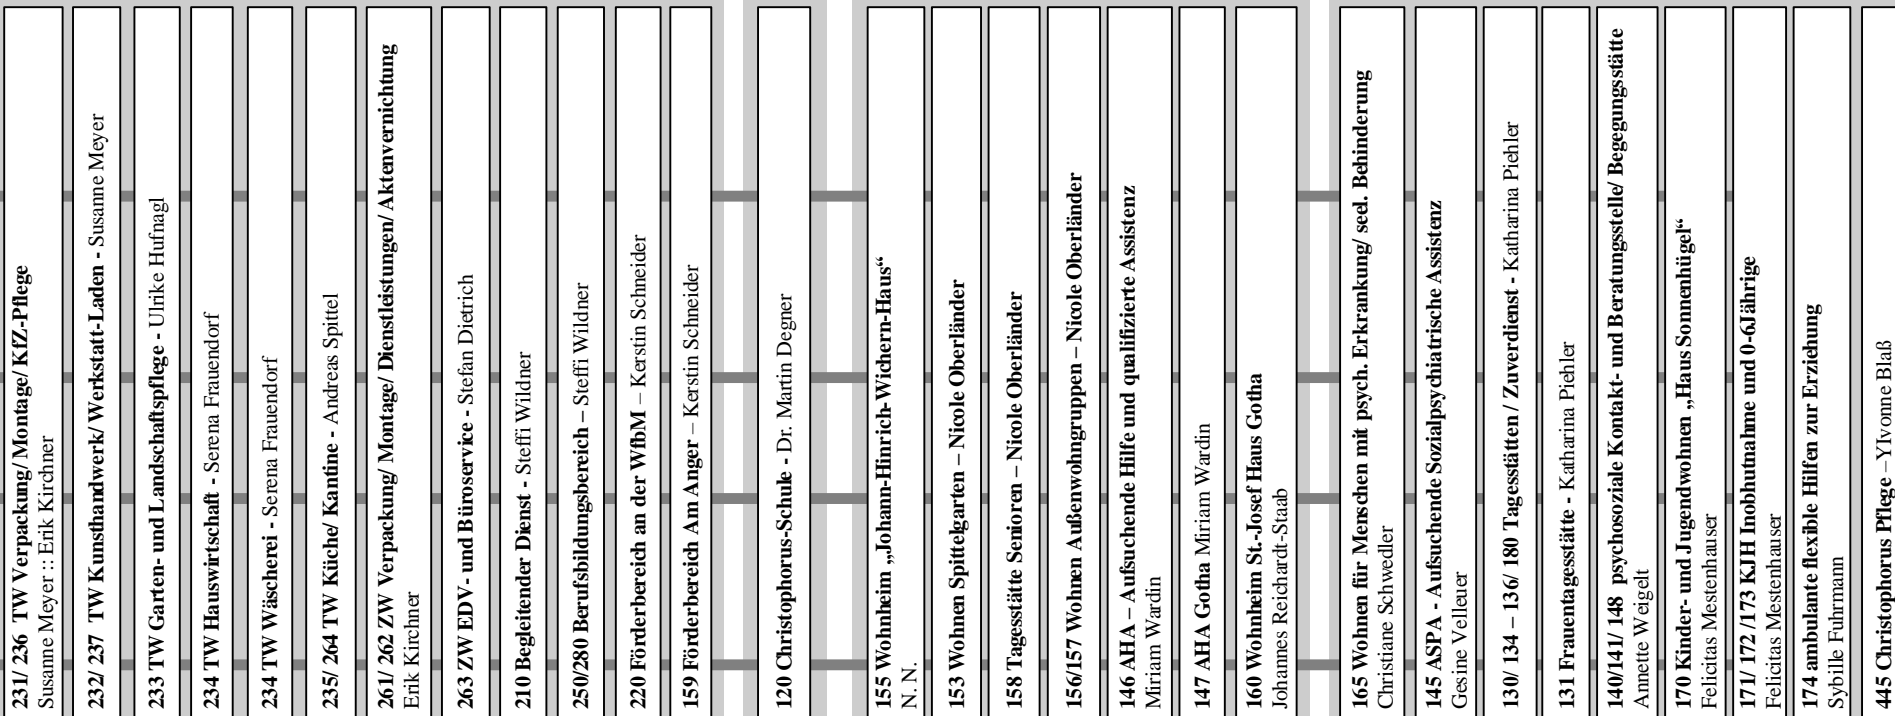 231/ 236 TW Verpackung/ Montage/ KfZ-Pflege
Susanne Meyer :: Erik Kirchner
232/ 237 TW Kunsthandwerk/ Werkstatt-Laden - Susanne Meyer
233 TW Garten- und Landschaftspflege - Ulrike Hufnagl
234 TW Hauswirtschaft - Serena Frauendorf
234 TW Wäscherei - Serena Frauendorf
235/ 264 TW Küche/ Kantine - Andreas Spittel
261/ 262 ZW Verpackung/ Montage/ Dienstleistungen/ Aktenvernichtung
Erik Kirchner
263 ZW EDV- und Büroservice - Stefan Dietrich
210 Begleitender Dienst - Steffi Wildner
250/280 Berufsbildungsbereich – Steffi Wildner
220 Förderbereich an der WfbM – Kerstin Schneider
159 Förderbereich Am Anger – Kerstin Schneider
120 Christophorus-Schule - Dr. Martin Degner
155 Wohnheim „Johann-Hinrich-Wichern-Haus“
N. N.
153 Wohnen Spittelgarten – Nicole Oberländer
158 Tagesstätte Senioren – Nicole Oberländer
156/157 Wohnen Außenwohngruppen – Nicole Oberländer
146 AHA – Aufsuchende Hilfe und qualifizierte Assistenz
Miriam Wardin
147 AHA Gotha Miriam Wardin
160 Wohnheim St.-Josef Haus Gotha
Johannes Reichardt-Staab
165 Wohnen für Menschen mit psych. Erkrankung/ seel. Behinderung
Christiane Schwedler
145 ASPA - Aufsuchende Sozialpsychiatrische Assistenz
Gesine Velleuer
130/ 134 – 136/ 180 Tagesstätten / Zuverdienst - Katharina Piehler
131 Frauentagesstätte - Katharina Piehler
140/141/ 148 psychosoziale Kontakt- und Beratungsstelle/ Begegungsstätte
Annette Weigelt
170 Kinder- und Jugendwohnen „Haus Sonnenhügel“
Felicitas Mestenhauser
171/ 172 /173 KJH Inobhutnahme und 0-6Jährige
Felicitas Mestenhauser
174 ambulante flexible Hilfen zur Erziehung
Sybille Fuhrmann
445 Christophorus Pflege – YIvonne Blaß